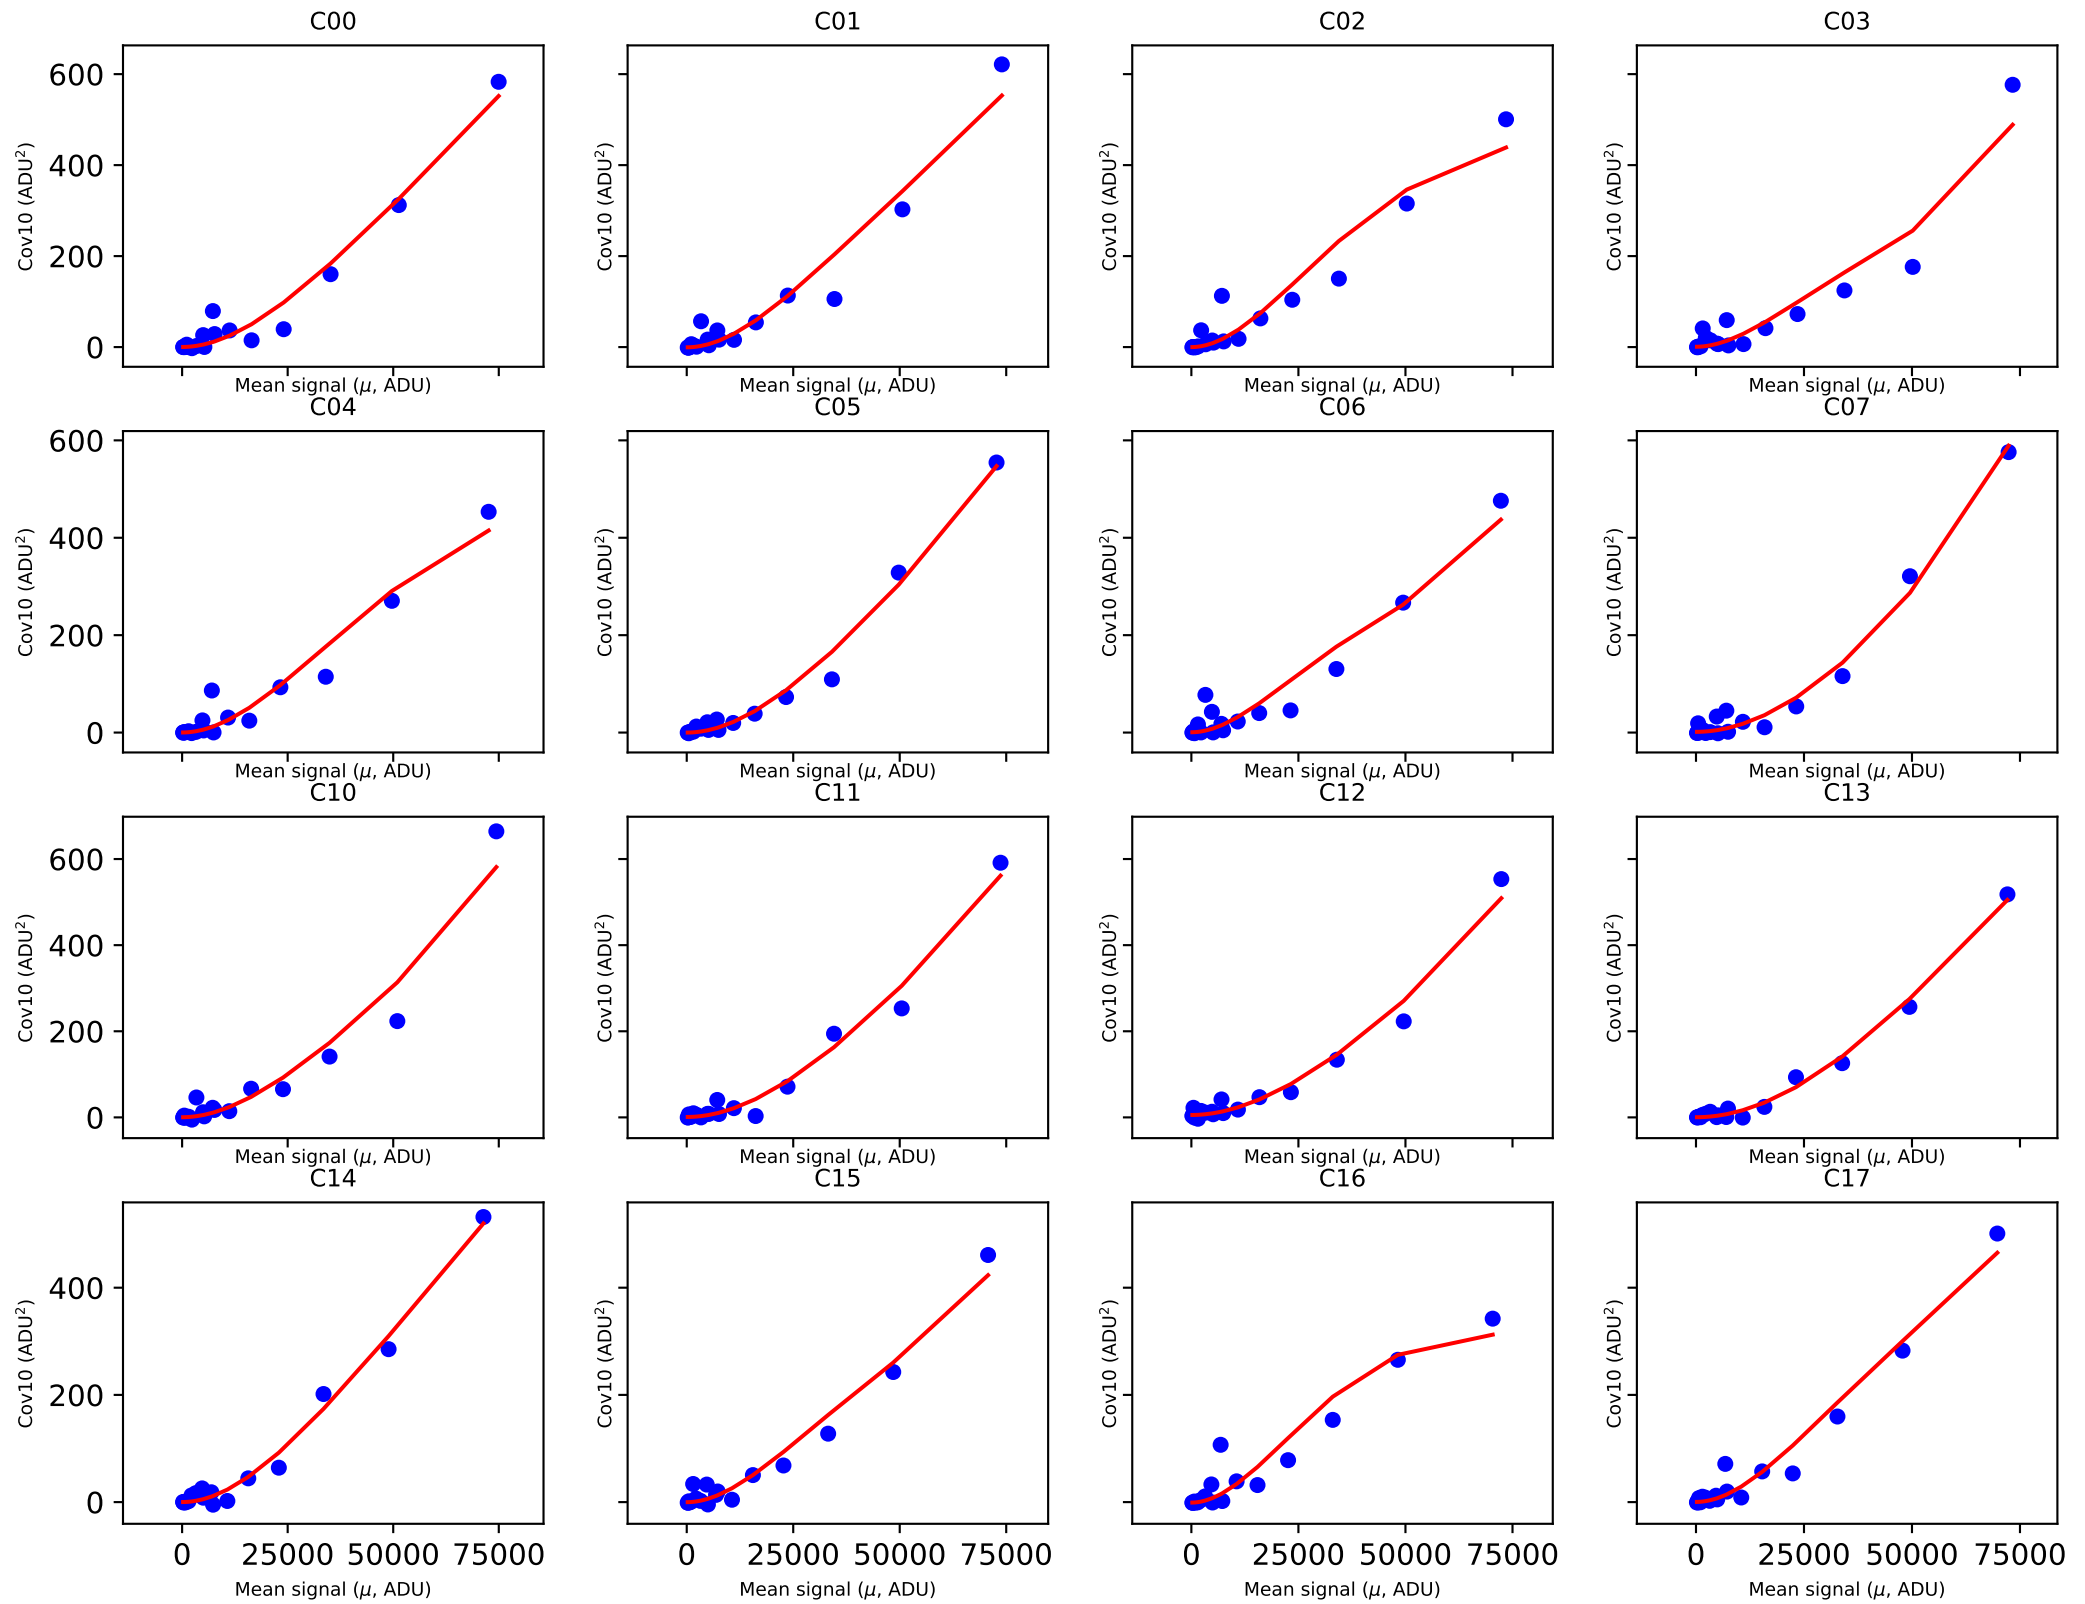 C00 C01 C02 C03
600
400
200
0
Cov10 (ADU²) Cov10 (ADU²) Cov10 (ADU²) Cov10 (ADU²)
Mean signal (μ, ADU) Mean signal (μ, ADU) Mean signal (μ, ADU) Mean signal (μ, ADU)
C04 C05 C06 C07
600
400
200
0
Cov10 (ADU²) Cov10 (ADU²) Cov10 (ADU²) Cov10 (ADU²)
Mean signal (μ, ADU) Mean signal (μ, ADU) Mean signal (μ, ADU) Mean signal (μ, ADU)
C10 C11 C12 C13
600
400
200
0
Cov10 (ADU²) Cov10 (ADU²) Cov10 (ADU²) Cov10 (ADU²)
Mean signal (μ, ADU) Mean signal (μ, ADU) Mean signal (μ, ADU) Mean signal (μ, ADU)
C14 C15 C16 C17
400
200
0
Cov10 (ADU²) Cov10 (ADU²) Cov10 (ADU²) Cov10 (ADU²)
0 25000 50000 75000 0 25000 50000 75000 0 25000 50000 75000 0 25000 50000 75000
Mean signal (μ, ADU) Mean signal (μ, ADU) Mean signal (μ, ADU) Mean signal (μ, ADU)